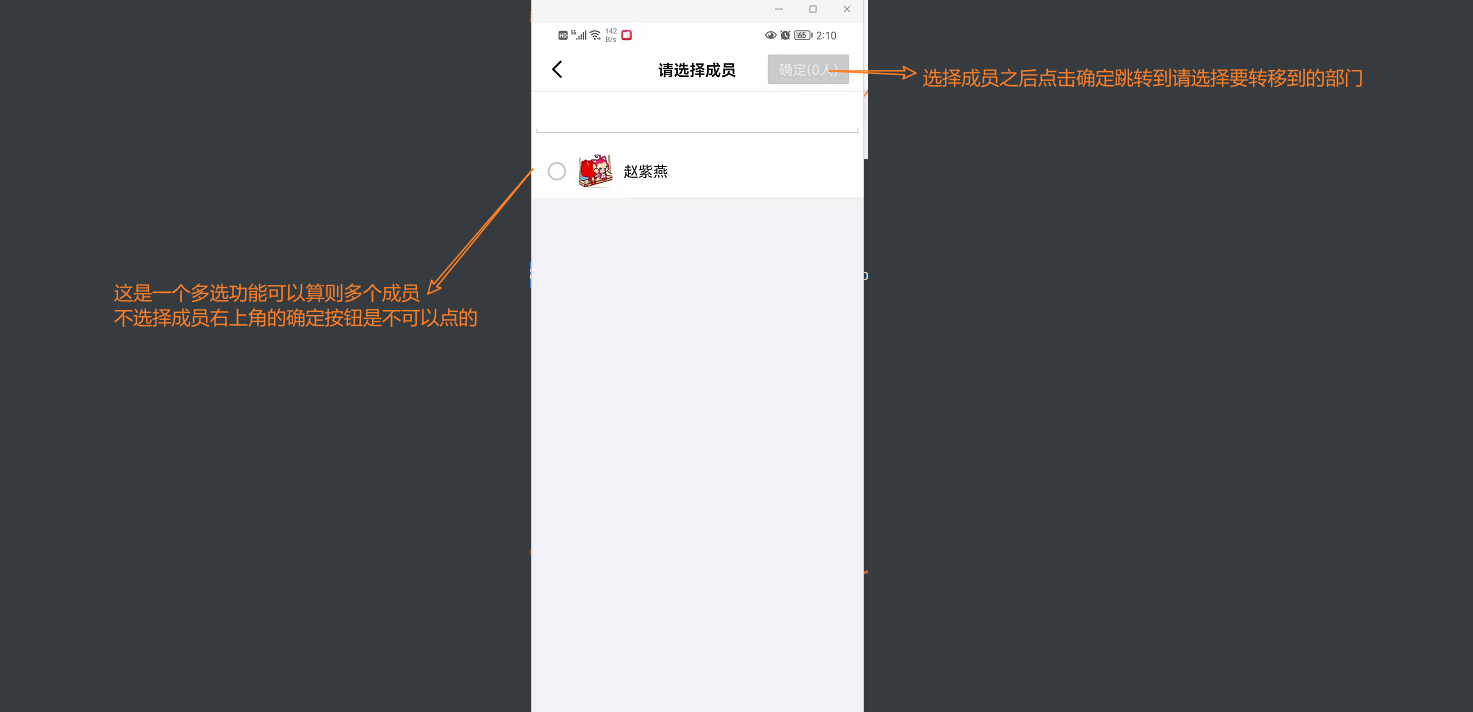 HD 142 B/s 65 2:10
请选择成员
确定(0人)
选择成员之后点击确定跳转到请选择要转移到的部门
赵紫燕
这是一个多选功能可以算则多个成员
不选择成员右上角的确定按钮是不可以点的